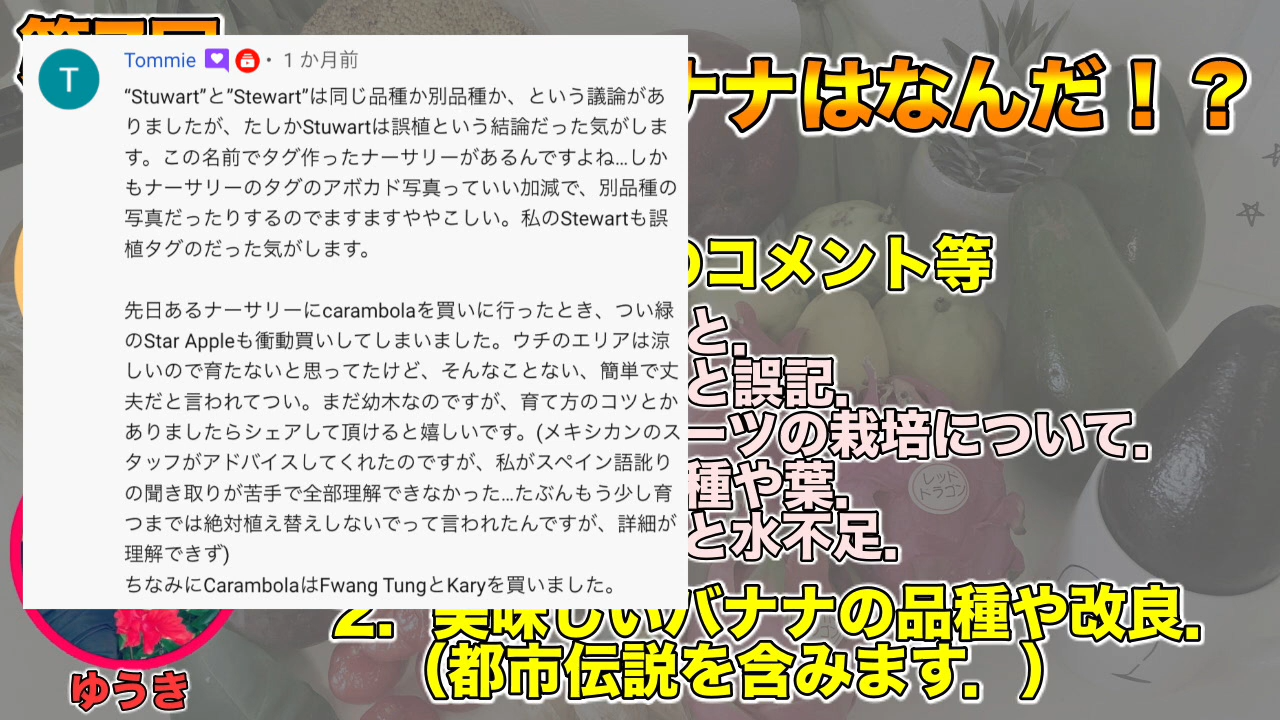 第7回
ナナはなんだ！？
T
Tommie ・ 1 か月前
“Stuwart”と“Stewart”は同じ品種か別品種か、という議論があ
りましたが、たしかStuwartは誤植という結論だった気がしま
す。この名前でタグ作ったナーサリーがあるんですよね…しか
もナーサリーのタグのアボカド写真っていい加減で、別品種の
写真だったりするのでますますややこしい。私のStewartも誤
植タグのだった気がします。
先日あるナーサリーにcarambolaを買いに行ったとき、つい緑
のStar Appleも衝動買いしてしまいました。ウチのエリアは涼
しいので育たないと思ってたけど、そんなことない、簡単で丈
夫だと言われてつい。まだ幼木なのですが、育て方のコツとか
ありましたらシェアして頂けると嬉しいです。(メキシカンのス
タッフがアドバイスしてくれたのですが、私がスペイン語訛り
の聞き取りが苦手で全部理解できなかった…たぶんもう少し育
つまでは絶対植え替えしないでって言われたんですが、詳細が
理解できず)
ちなみにCarambolaはFwang TungとKaryを買いました。
のコメント等
と.
と誤記.
ーツの栽培について.
種や葉.
と水不足.
レッド
ドラゴン
2. 美味しいバナナの品種や改良.
（都市伝説を含みます. ）
ゆうき